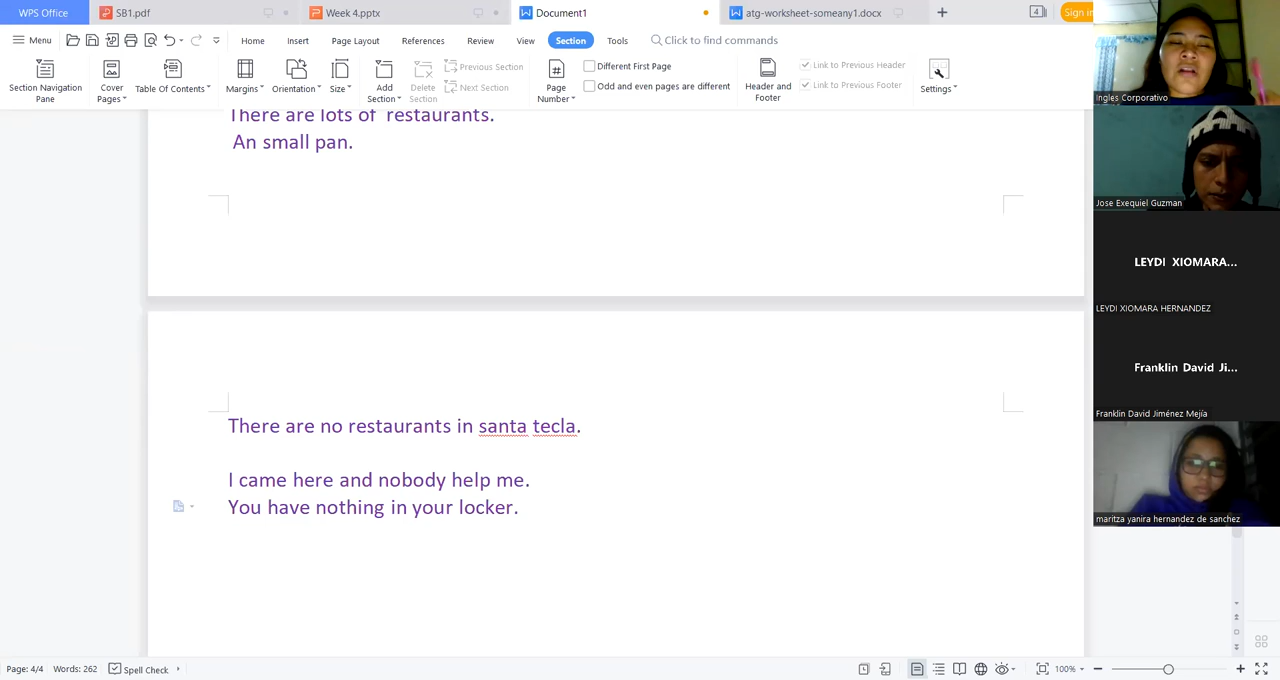 WPS Office
SB1.pdf
Week 4.pptx
Document1
atg-worksheet-someany1.docx
4
Sign in
Menu
Home
Insert
Page Layout
References
Review
View
Section
Tools
Click to find commands
Section Navigation
Pane
Cover
Pages
Table Of Contents
Margins
Orientation
Size
Add
Section
Delete
Section
Previous Section
Next Section
Page
Number
Different First Page
Odd and even pages are different
Header and
Footer
Link to Previous Header
Link to Previous Footer
Settings
Ingles Corporativo
There are lots of  restaurants.
An small pan.
Jose Exequiel Guzman
LEYDI XIOMARA...
LEYDI XIOMARA HERNANDEZ
Franklin David Ji...
Franklin David Jiménez Mejía
maritza yanira hernandez de sanchez
There are no restaurants in santa tecla.
I came here and nobody help me.
You have nothing in your locker.
Page: 4/4
Words: 262
Spell Check
100%